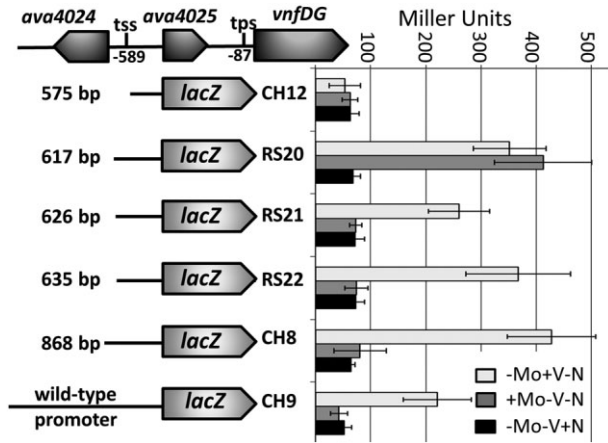 ava4024 ava4025 vnfDG
tss tps
-589 -87
Miller Units
100 200 300 400 500
575 bp lacZ CH12
617 bp lacZ RS20
626 bp lacZ RS21
635 bp lacZ RS22
868 bp lacZ CH8
wild-type
promoter lacZ CH9
-Mo+V-N
+Mo-V-N
-Mo-V+N